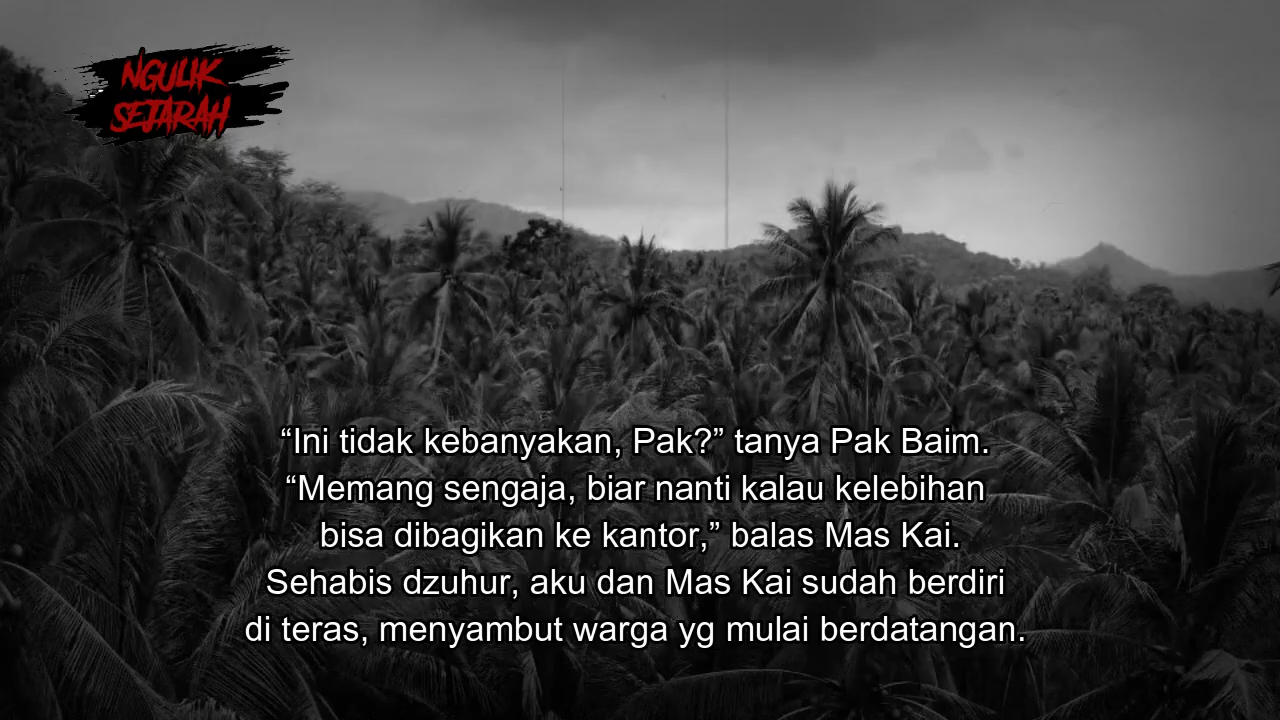 NGULIK
SEJARAH
“Ini tidak kebanyakan, Pak?” tanya Pak Baim.
“Memang sengaja, biar nanti kalau kelebihan
bisa dibagikan ke kantor,” balas Mas Kai.
Sehabis dzuhur, aku dan Mas Kai sudah berdiri
di teras, menyambut warga yg mulai berdatangan.